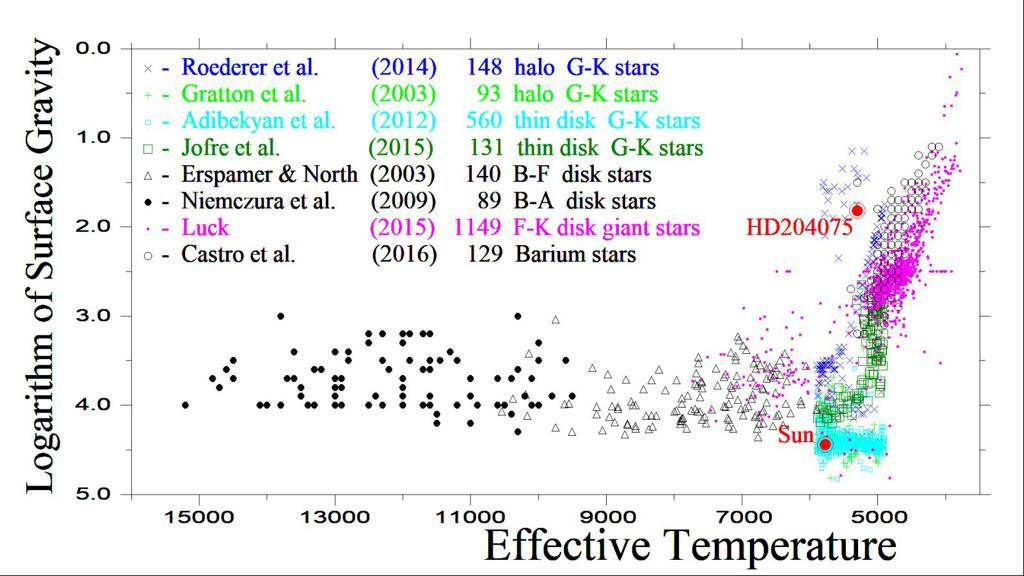 Logarithm of Surface Gravity
0.0
1.0
2.0
3.0
4.0
5.0
× - Roederer et al. (2014) 148 halo G-K stars
+ - Gratton et al. (2003) 93 halo G-K stars
□ - Adibekyan et al. (2012) 560 thin disk G-K stars
□ - Jofre et al. (2015) 131 thin disk G-K stars
△ - Erspamer & North (2003) 140 B-F disk stars
● - Niemczura et al. (2009) 89 B-A disk stars
· - Luck (2015) 1149 F-K disk giant stars
○ - Castro et al. (2016) 129 Barium stars
HD204075
Sun
15000 13000 11000 9000 7000 5000
Effective Temperature